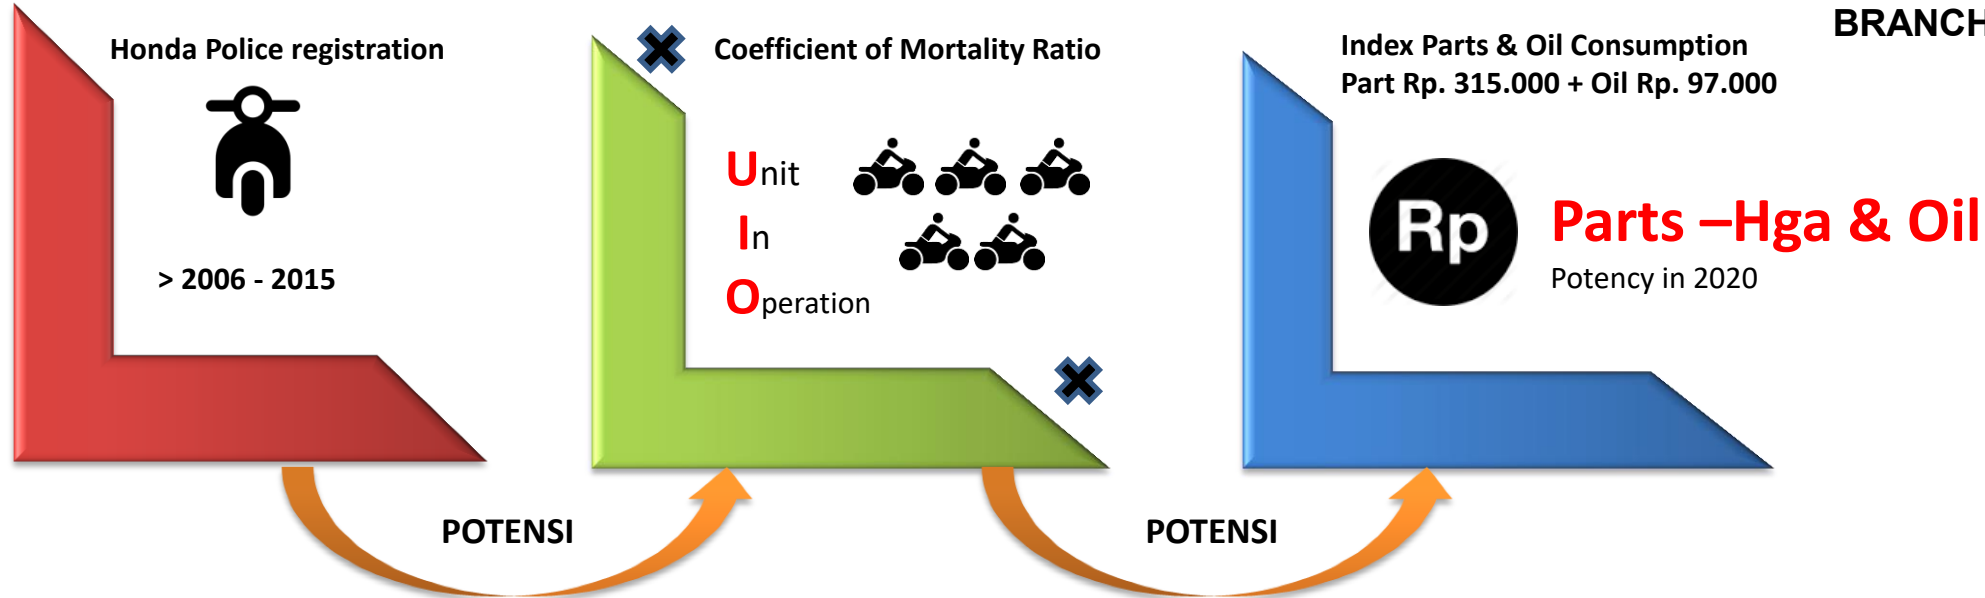 BRANCH
Honda Police registration
> 2006 - 2015
Coefficient of Mortality Ratio
Unit
In
Operation
Index Parts & Oil Consumption
Part Rp. 315.000 + Oil Rp. 97.000
Rp
Parts –Hga & Oil
Potency in 2020
POTENSI
POTENSI